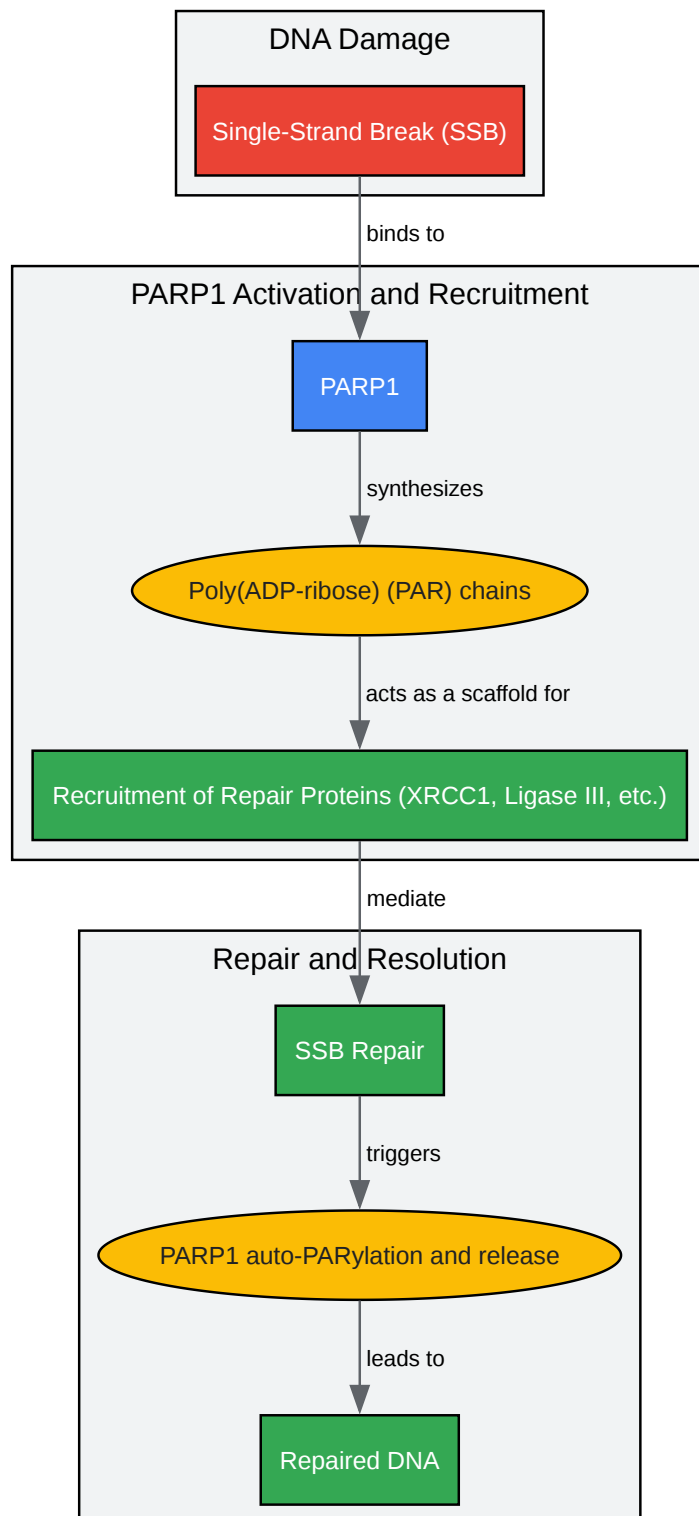 DNA Damage
Single-Strand Break (SSB)
binds to
PARP1 Activation and Recruitment
PARP1
synthesizes
Poly(ADP-ribose) (PAR) chains
acts as a scaffold for
Recruitment of Repair Proteins (XRCC1, Ligase III, etc.)
mediate
Repair and Resolution
SSB Repair
triggers
PARP1 auto-PARylation and release
leads to
Repaired DNA